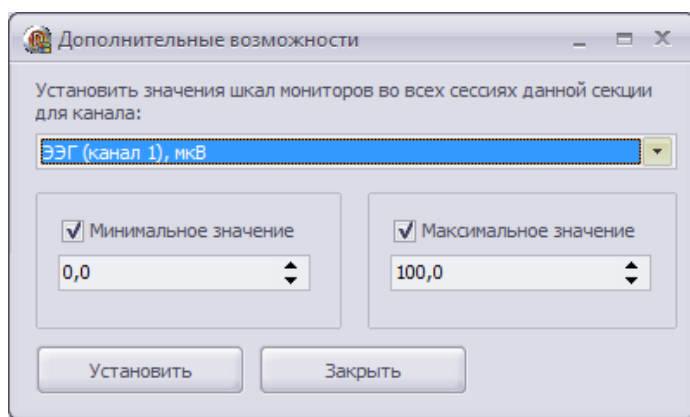 Дополнительные возможности
Установить значения шкал мониторов во всех сессиях данной секции
для канала:
ЭЭГ (канал 1), мкВ
Минимальное значение
Максимальное значение
0,0
100,0
Установить
Закрыть